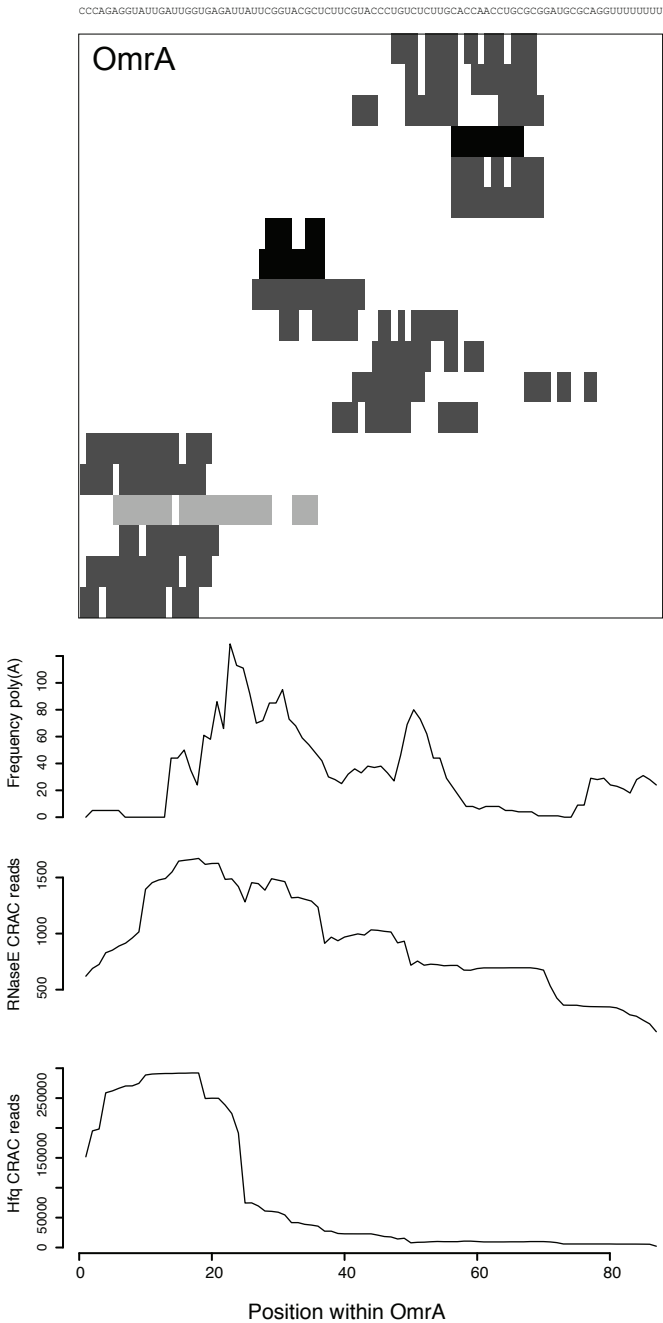 CCCAGAGGUAUUGAUUGGUGAGAUUAUUCGGUACGCUCUUCGUACCCUGUCUCUUGCACCAACCUGCGCGGAUGCGCAGGUUUUUUUU
OmrA
Frequency poly(A)
0 20 40 60 80 100
RNaseE CRAC reads
500 1000 1500
Hfq CRAC reads
0 50000 150000 250000
0 20 40 60 80
Position within OmrA